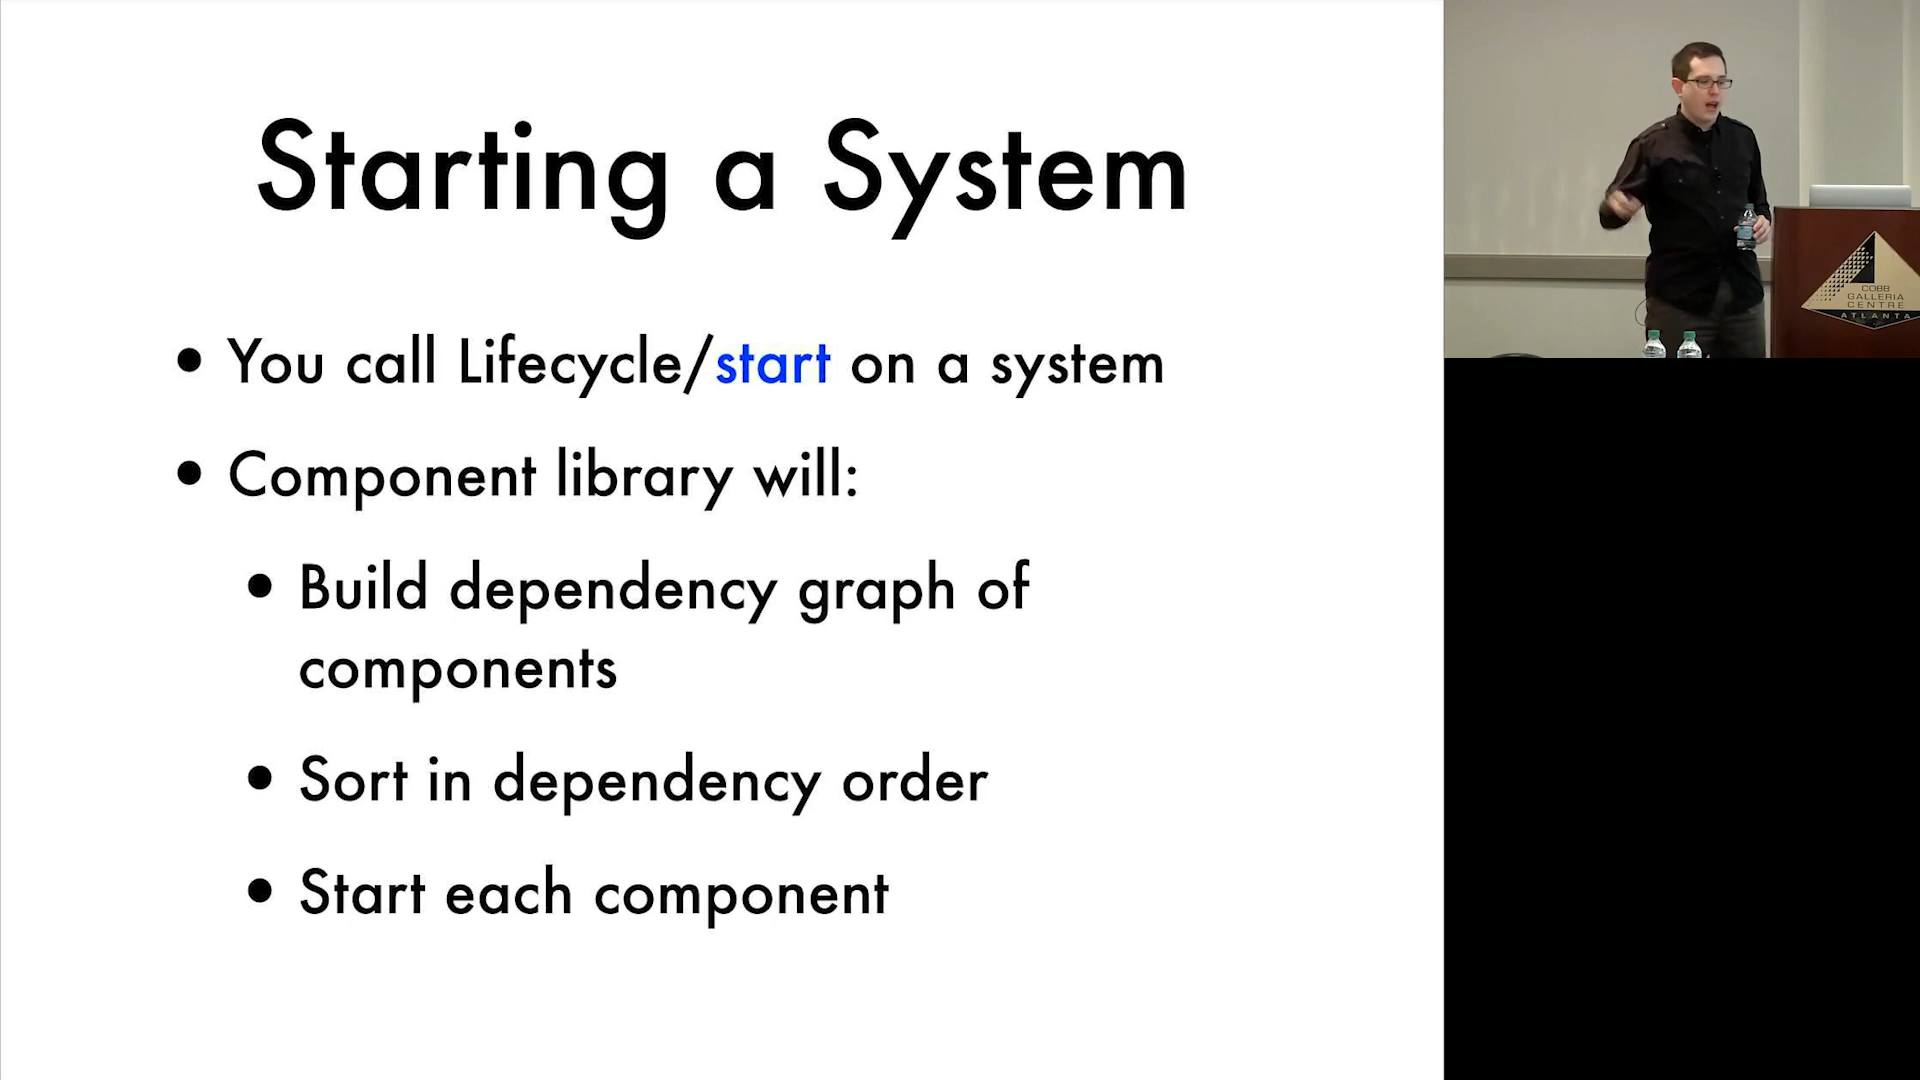 Starting a System
• You call Lifecycle/start on a system
• Component library will:
• Build dependency graph of
components
• Sort in dependency order
• Start each component
COBB
GALLERIA
CENTRE
ATLANTA